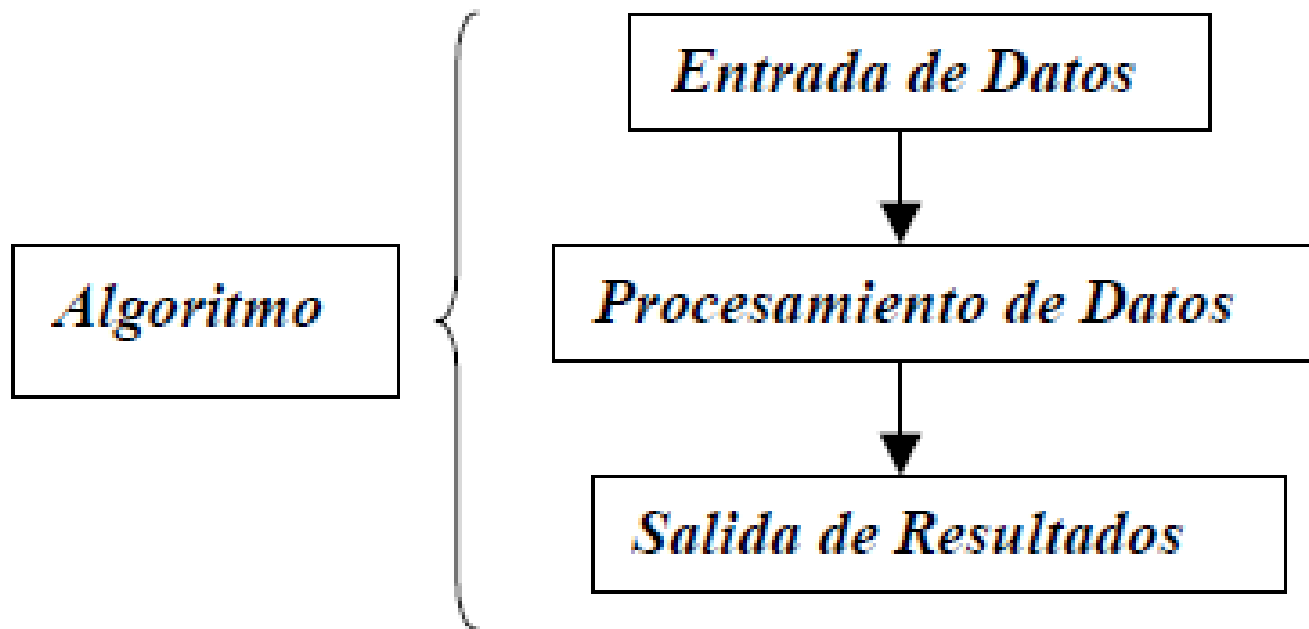 Algoritmo
Entrada de Datos
Procesamiento de Datos
Salida de Resultados